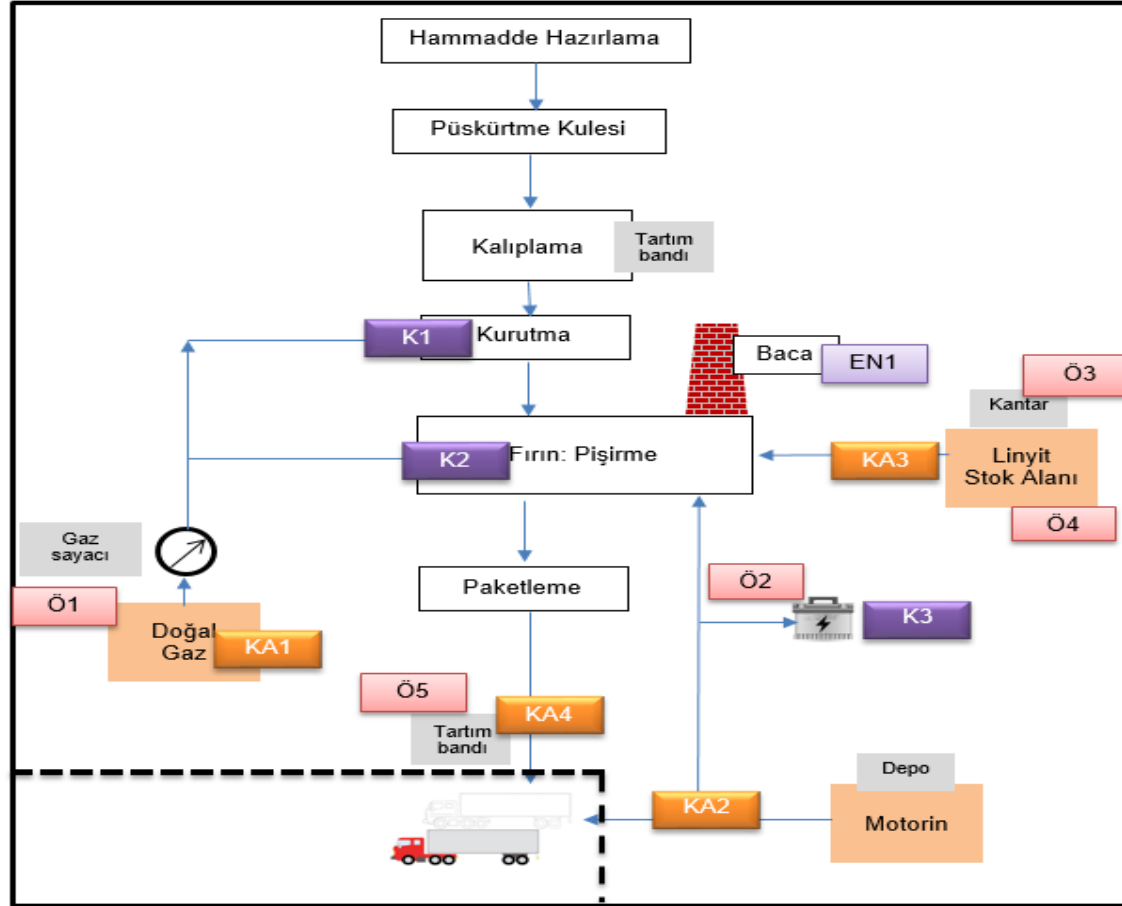 Hammadde Hazırlama
Püskürtme Kulesi
Kalıplama
Tartım
bandı
K1
Kurutma
Baca
EN1
Ö3
Kantar
K2
Fırın: Pişirme
KA3
Linyit
Stok Alanı
Ö4
Gaz
sayacı
Ö1
Doğal
Gaz
KA1
Paketleme
Ö2
K3
Ö5
Tartım
bandı
KA4
KA2
Depo
Motorin